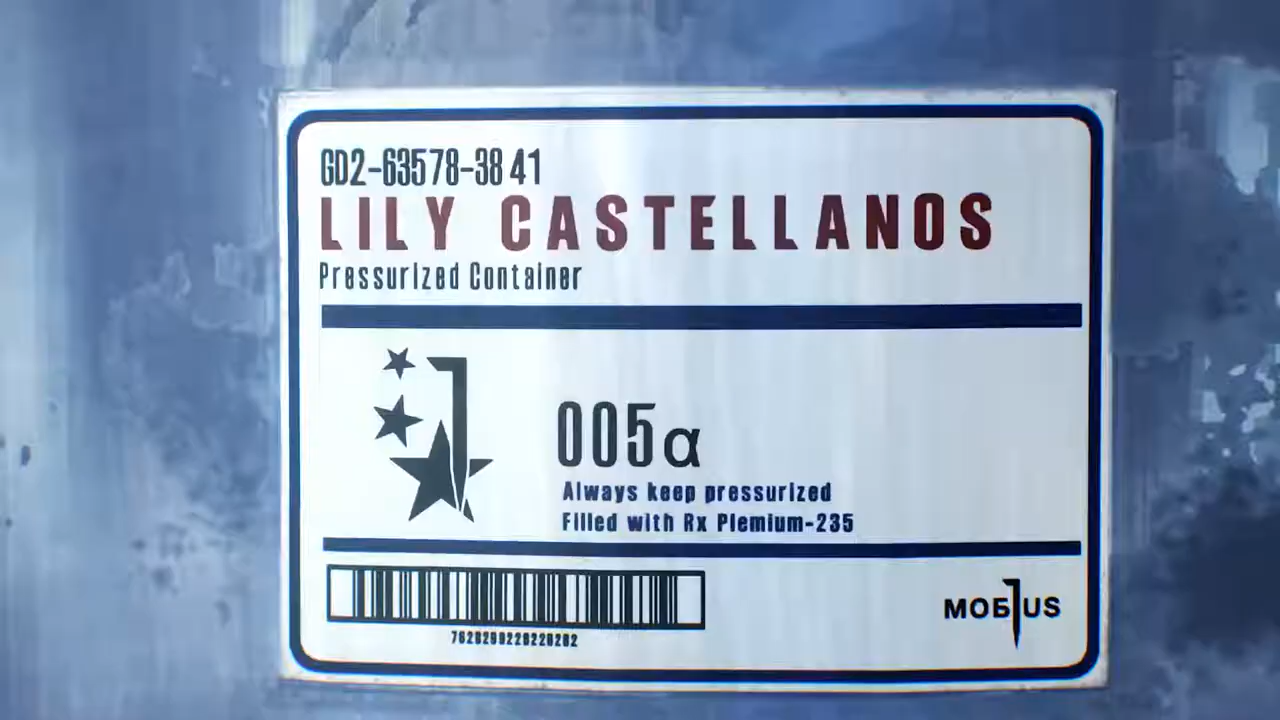 GD2-63578-38 41
LILY CASTELLANOS
Pressurized Container
005α
Always keep pressurized
Filled with Rx Plemium-235
MOBIUS